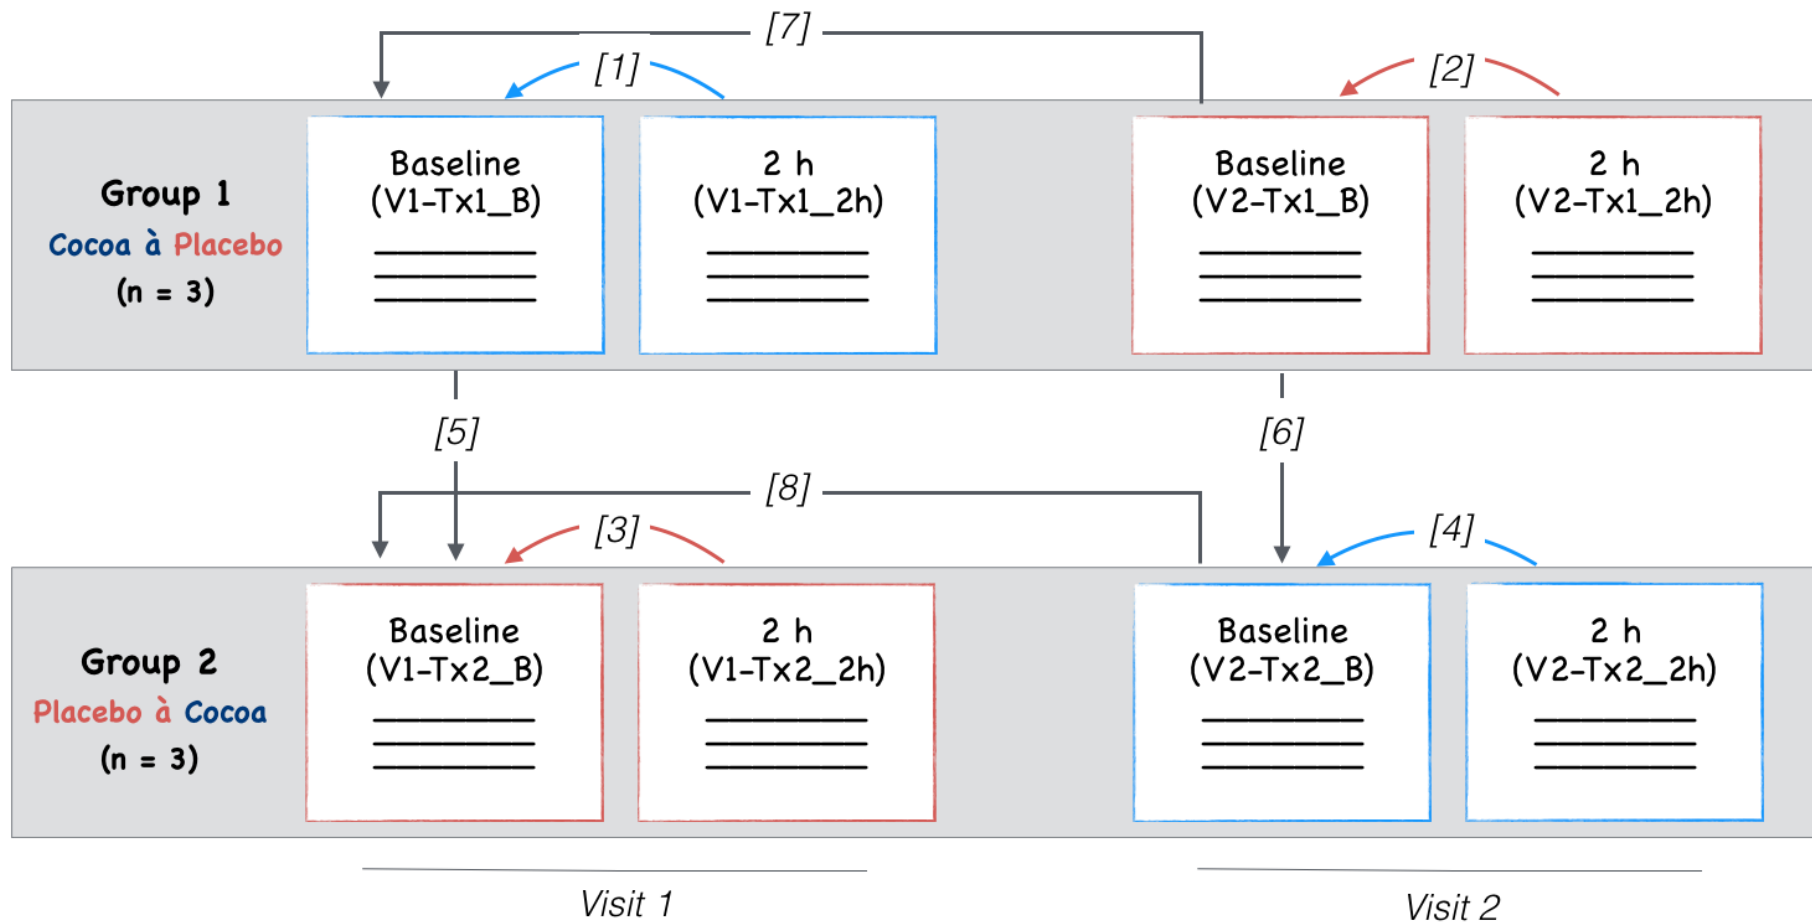 [7]
[1]
[2]
Group 1
Cocoa à Placebo
(n = 3)
Baseline
(V1-Tx1_B)
2 h
(V1-Tx1_2h)
Baseline
(V2-Tx1_B)
2 h
(V2-Tx1_2h)
[5]
[6]
[8]
[3]
[4]
Group 2
Placebo à Cocoa
(n = 3)
Baseline
(V1-Tx2_B)
2 h
(V1-Tx2_2h)
Baseline
(V2-Tx2_B)
2 h
(V2-Tx2_2h)
Visit 1
Visit 2